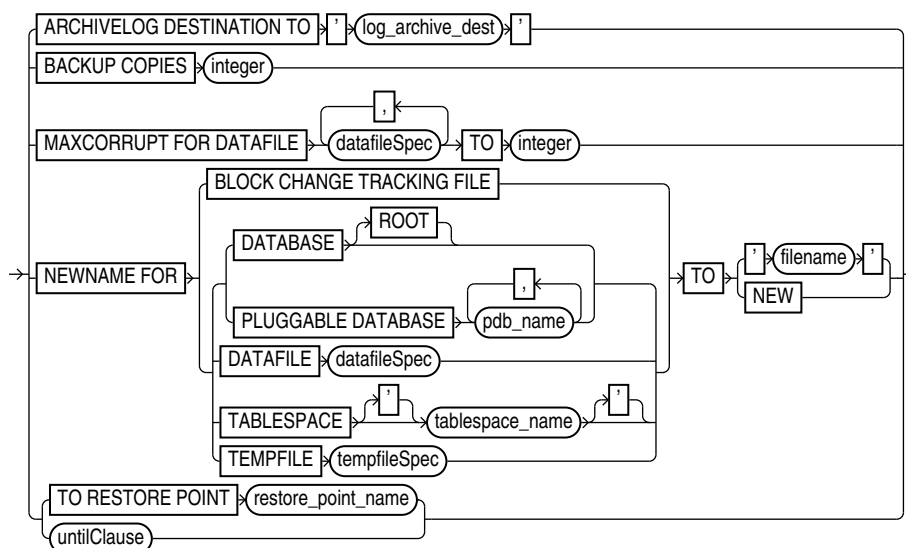 ARCHIVELOG DESTINATION TO ' log_archive_dest '
BACKUP COPIES integer
,
MAXCORRUPT FOR DATAFILE datafileSpec TO integer
BLOCK CHANGE TRACKING FILE
ROOT
DATABASE
NEWNAME FOR TO ' filename '
NEW
,
PLUGGABLE DATABASE pdb_name
DATAFILE datafileSpec
' '
TABLESPACE tablespace_name
TEMPFILE tempfileSpec
TO RESTORE POINT restore_point_name
untilClause